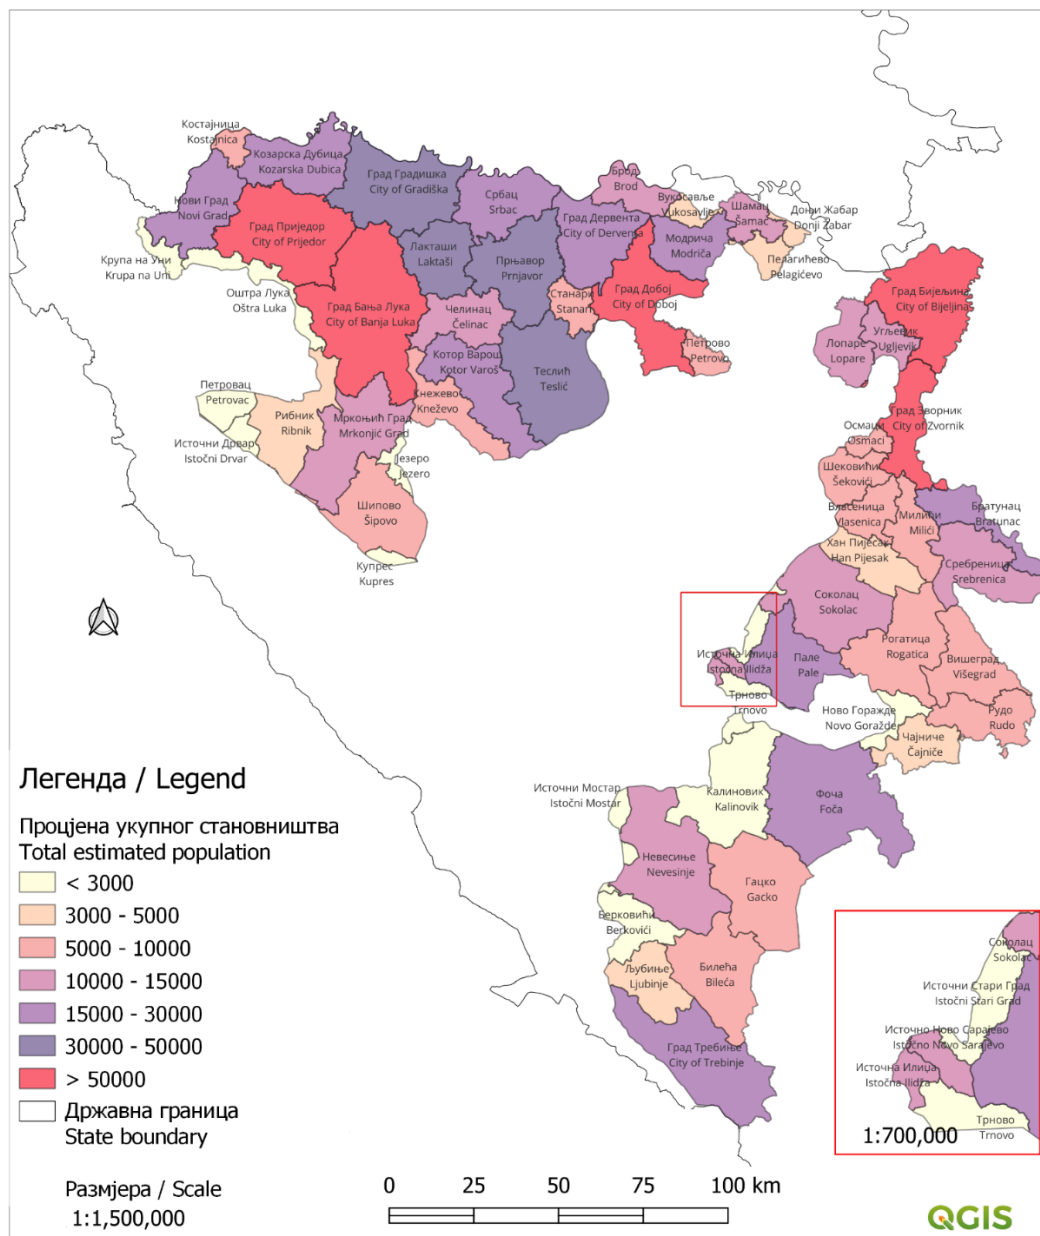 Костајница
Kostajnica
Козарска Дубица
Kozarska Dubica
Град Градишка
City of Gradiška
Нови Град
Novi Grad
Град Приједор
City of Prijedor
Србац
Srbac
Брод
Brod
Вукосавље
Vukosavlje
Шамац
Šamac
Доњи Жабар
Donji Žabar
Град Дервента
City of Derventa
Модрича
Modriča
Пелагићево
Pelagićevo
Крупа на Уни
Krupa na Uni
Лакташи
Laktaši
Прњавор
Prnjavor
Оштра Лука
Oštra Luka
Град Бања Лука
City of Banja Luka
Станари
Stanari
Град Добој
City of Doboj
Град Бијељина
City of Bijeljina
Челинац
Čelinac
Угљевик
Ugljevik
Лопаре
Lopare
Котор Варош
Kotor Varoš
Теслић
Teslić
Петрово
Petrovo
Петровац
Petrovac
Кнежево
Kneževo
Рибник
Ribnik
Мркоњић Град
Mrkonjić Grad
Источни Дрвар
Istočni Drvar
Језеро
Jezero
Шипово
Šipovo
Купрес
Kupres
Град Зворник
City of Zvornik
Осмаци
Osmaci
Шековићи
Šekovići
Власеница
Vlasenica
Милићи
Milići
Братунац
Bratunac
Хан Пијесак
Han Pijesak
Сребреница
Srebrenica
Соколац
Sokolac
Рогатица
Rogatica
Вишеград
Višegrad
Источна Илиџа
Istočna Ilidža
Пале
Pale
Трново
Trnovo
Ново Горажде
Novo Goražde
Рудо
Rudo
Чајниче
Čajniče
Источни Мостар
Istočni Mostar
Калиновик
Kalinovik
Фоча
Foča
Невесиње
Nevesinje
Гацко
Gacko
Берковићи
Berkovići
Љубиње
Ljubinje
Билећа
Bileća
Град Требиње
City of Trebinje
Легенда / Legend
Процјена укупног становништва
Total estimated population
< 3000
3000 - 5000
5000 - 10000
10000 - 15000
15000 - 30000
30000 - 50000
> 50000
Државна граница
State boundary
Размјера / Scale
1:1,500,000
0 25 50 75 100 km
Соколац
Sokolac
Источни Стари Град
Istočni Stari Grad
Источно Ново Сарајево
Istočno Novo Sarajevo
Источна Илиџа
Istočna Ilidža
Трново
Trnovo
1:700,000
QGIS